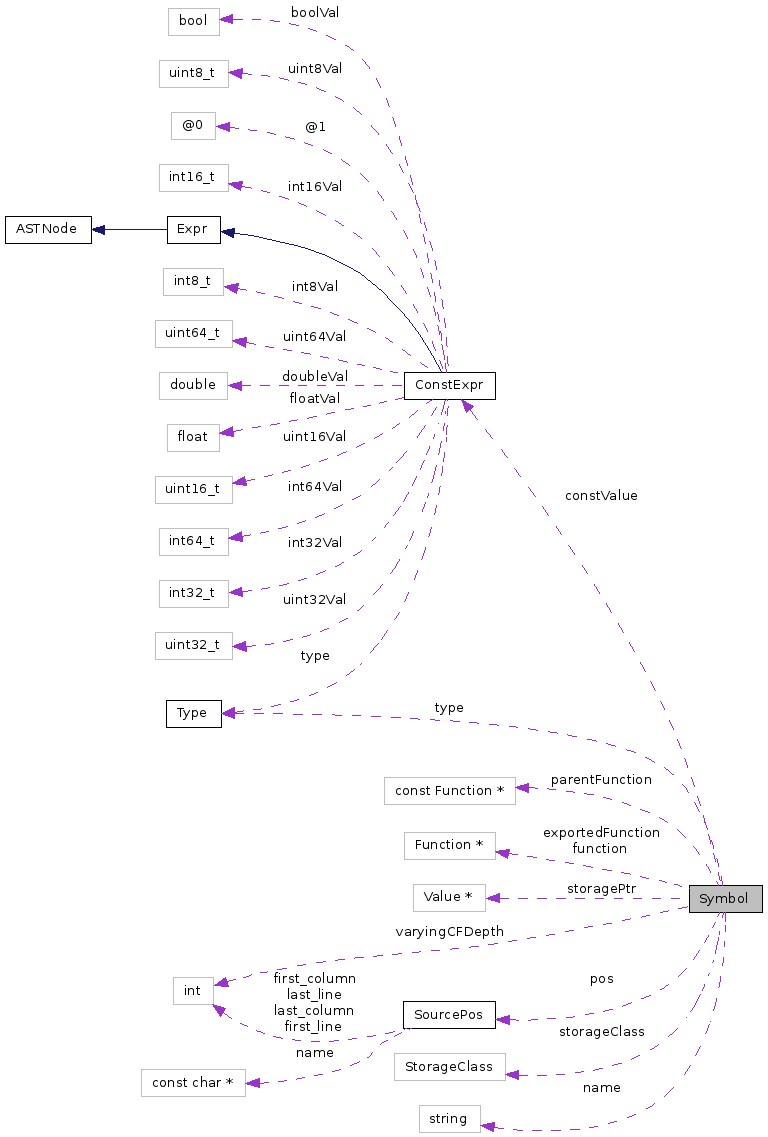 boolVal
bool
uint8Val
uint8_t
@1
@0
int16Val
int16_t
ASTNode
Expr
int8Val
int8_t
uint64Val
uint64_t
doubleVal
double
ConstExpr
floatVal
float
uint16Val
uint16_t
constValue
int64Val
int64_t
int32Val
int32_t
uint32Val
uint32_t
type
Type
type
parentFunction
const Function *
exportedFunction
function
Function *
storagePtr
Value *
Symbol
varyingCFDepth
first_column
last_line
last_column
first_line
int
pos
SourcePos
storageClass
name
StorageClass
const char *
name
string